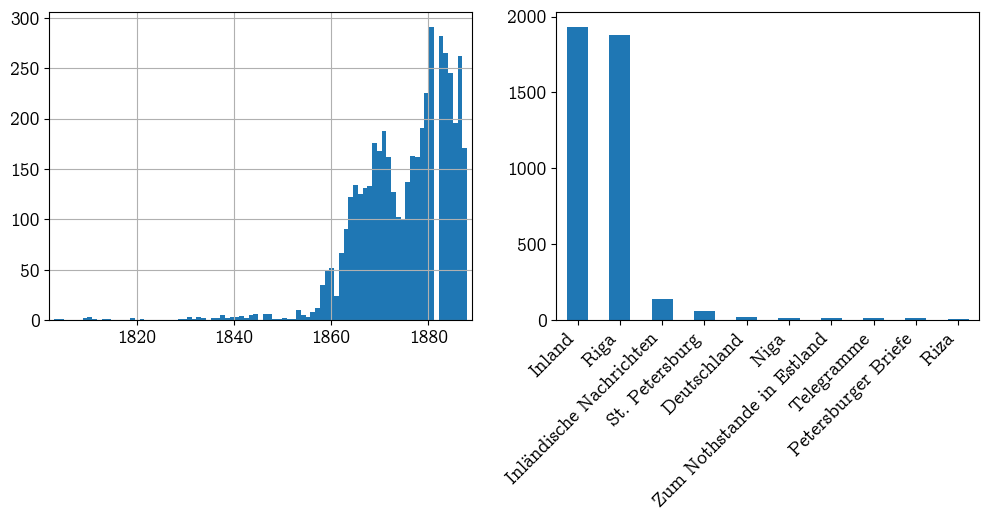 300
250
200
150
100
50
0
1820 1840 1860 1880
2000
1500
1000
500
0
Inland
Riga
Inländische Nachrichten
St. Petersburg
Deutschland
Niga
Zum Nothstande in Estland
Telegramme
Petersburger Briefe
Riza